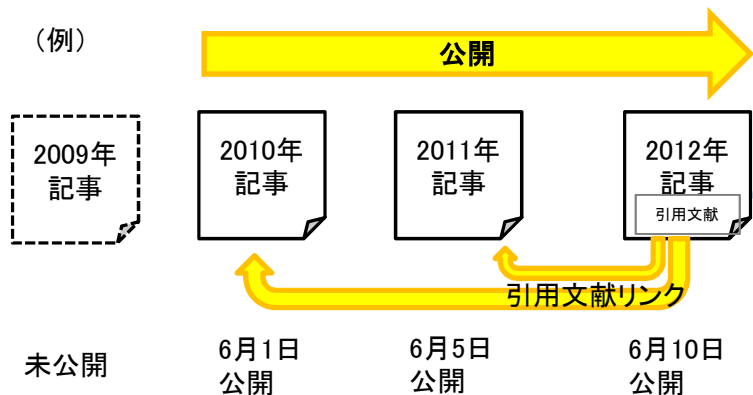 （例）
公開
2009年
記事
2010年
記事
2011年
記事
2012年
記事
引用文献
引用文献リンク
未公開
6月1日
公開
6月5日
公開
6月10日
公開